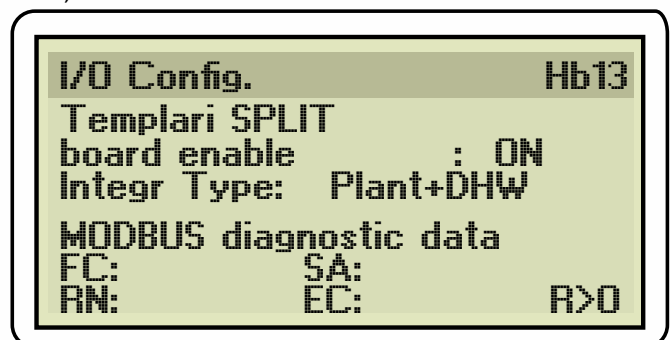 I/O Config. Hb13
Templari SPLIT
board enable : ON
Integr Type: Plant+DHW
MODBUS diagnostic data
FC: SA:
RN: EC: R>0